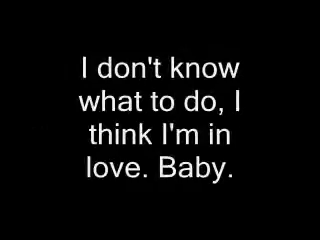 I don't know
what to do, I
think I'm in
love. Baby.